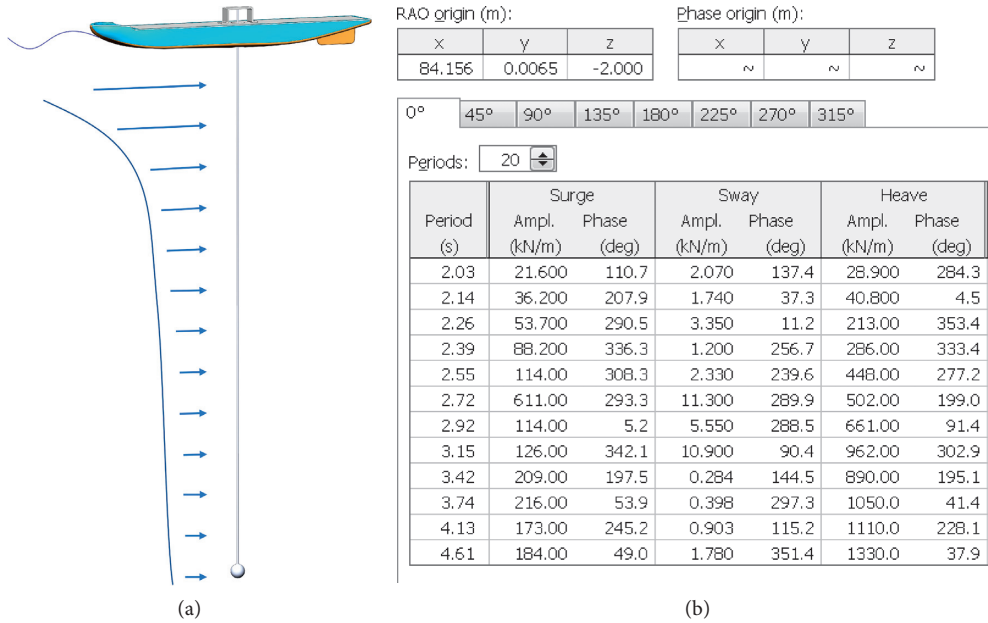 RAO origin (m):
x y z
84.156 0.0065 -2.000
Phase origin (m):
x y z
~ ~ ~
0° 45° 90° 135° 180° 225° 270° 315°
Periods: 20
Surge Sway Heave
Period Ampl. Phase Ampl. Phase Ampl. Phase
(s) (kN/m) (deg) (kN/m) (deg) (kN/m) (deg)
2.03 21.600 110.7 2.070 137.4 28.900 284.3
2.14 36.200 207.9 1.740 37.3 40.800 4.5
2.26 53.700 290.5 3.350 11.2 213.00 353.4
2.39 88.200 336.3 1.200 256.7 286.00 333.4
2.55 114.00 308.3 2.330 239.6 448.00 277.2
2.72 611.00 293.3 11.300 289.9 502.00 199.0
2.92 114.00 5.2 5.550 288.5 661.00 91.4
3.15 126.00 342.1 10.900 90.4 962.00 302.9
3.42 209.00 197.5 0.284 144.5 890.00 195.1
3.74 216.00 53.9 0.398 297.3 1050.0 41.4
4.13 173.00 245.2 0.903 115.2 1110.0 228.1
4.61 184.00 49.0 1.780 351.4 1330.0 37.9
(a)
(b)